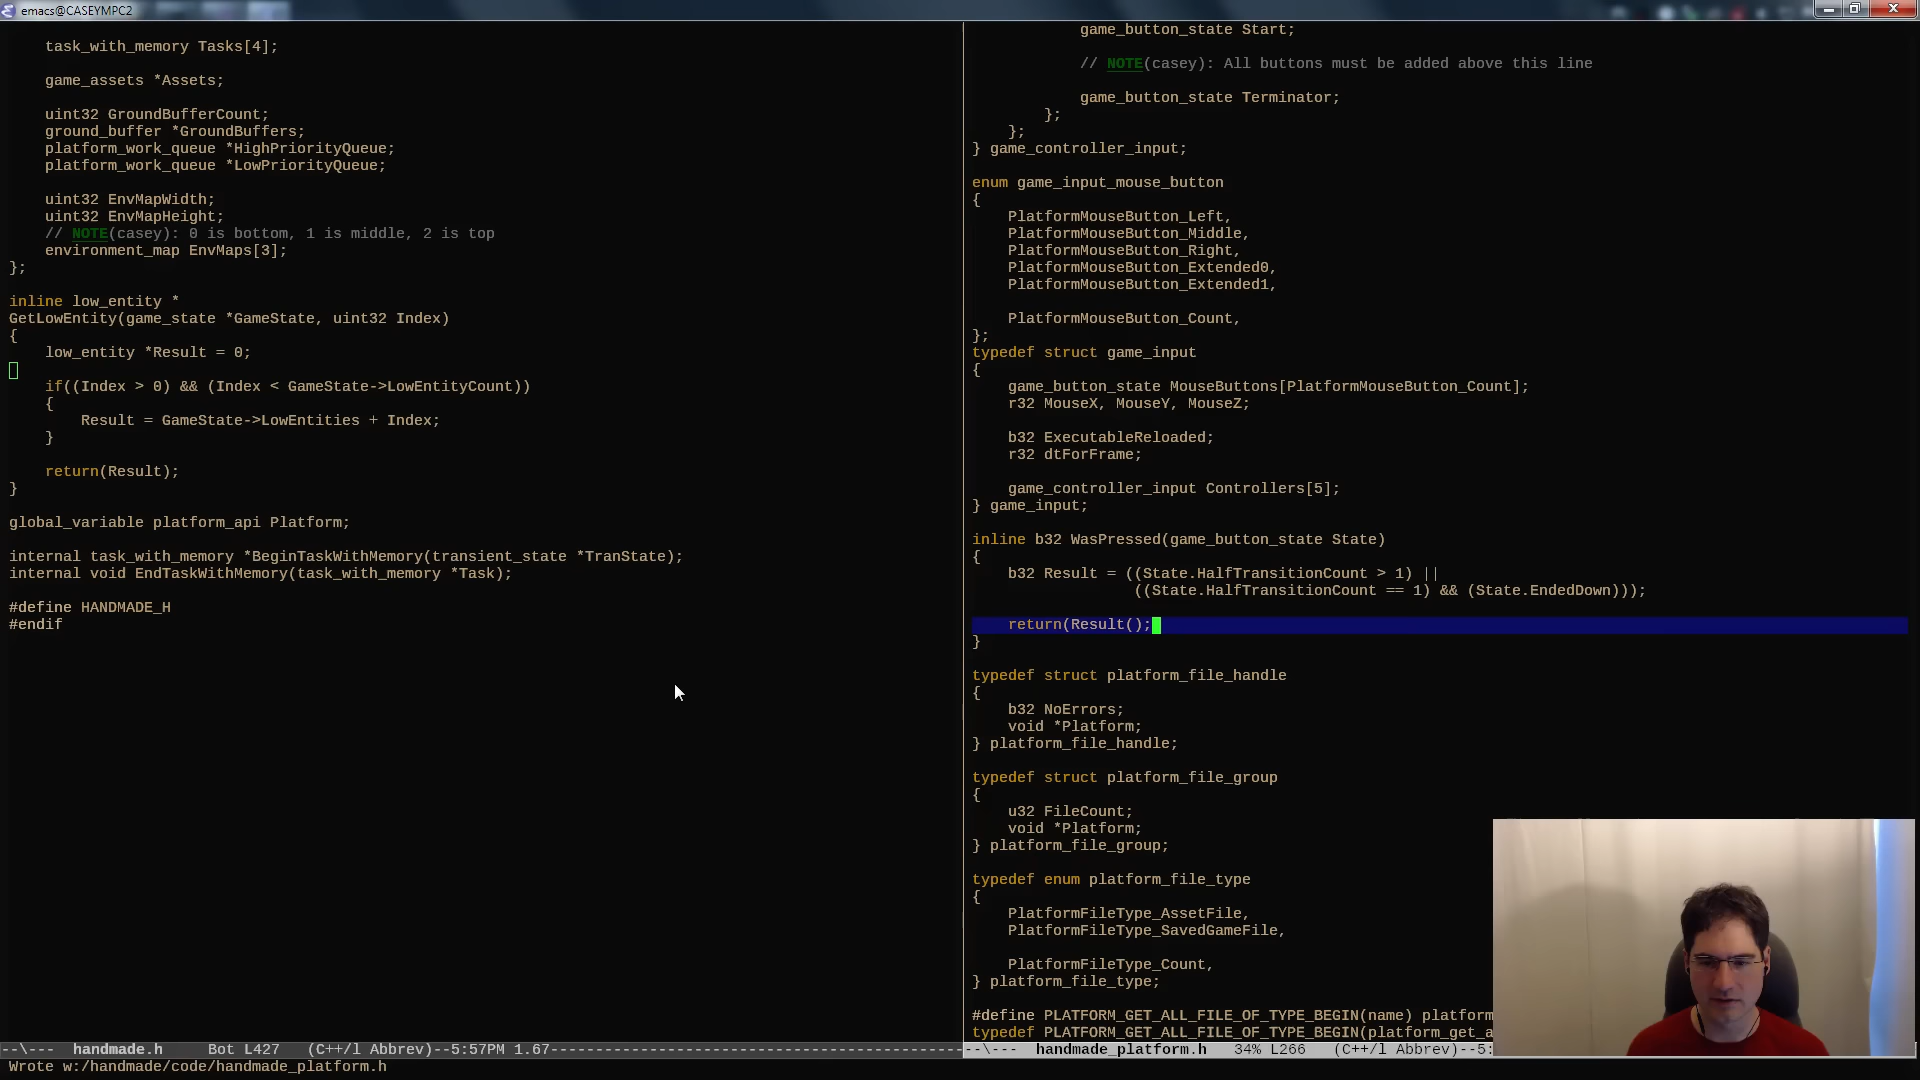 emacs@CASEYMPC2
    task_with_memory Tasks[4];
    game_assets *Assets;
    uint32 GroundBufferCount;
    ground_buffer *GroundBuffers;
    platform_work_queue *HighPriorityQueue;
    platform_work_queue *LowPriorityQueue;
    uint32 EnvMapWidth;
    uint32 EnvMapHeight;
    // NOTE(casey): 0 is bottom, 1 is middle, 2 is top
    environment_map EnvMaps[3];
};
inline low_entity *
GetLowEntity(game_state *GameState, uint32 Index)
{
    low_entity *Result = 0;
    if((Index > 0) && (Index < GameState->LowEntityCount))
    {
        Result = GameState->LowEntities + Index;
    }
    return(Result);
}
global_variable platform_api Platform;
internal task_with_memory *BeginTaskWithMemory(transient_state *TranState);
internal void EndTaskWithMemory(task_with_memory *Task);
#define HANDMADE_H
#endif
--\---  handmade.h     Bot L427   (C++/l Abbrev)--5:57PM 1.67
            game_button_state Start;
            // NOTE(casey): All buttons must be added above this line
            game_button_state Terminator;
        };
    };
} game_controller_input;
enum game_input_mouse_button
{
    PlatformMouseButton_Left,
    PlatformMouseButton_Middle,
    PlatformMouseButton_Right,
    PlatformMouseButton_Extended0,
    PlatformMouseButton_Extended1,
    PlatformMouseButton_Count,
};
typedef struct game_input
{
    game_button_state MouseButtons[PlatformMouseButton_Count];
    r32 MouseX, MouseY, MouseZ;
    b32 ExecutableReloaded;
    r32 dtForFrame;
    game_controller_input Controllers[5];
} game_input;
inline b32 WasPressed(game_button_state State)
{
    b32 Result = ((State.HalfTransitionCount > 1) ||
                  ((State.HalfTransitionCount == 1) && (State.EndedDown)));
    return(Result();
}
typedef struct platform_file_handle
{
    b32 NoErrors;
    void *Platform;
} platform_file_handle;
typedef struct platform_file_group
{
    u32 FileCount;
    void *Platform;
} platform_file_group;
typedef enum platform_file_type
{
    PlatformFileType_AssetFile,
    PlatformFileType_SavedGameFile,
    PlatformFileType_Count,
} platform_file_type;
#define PLATFORM_GET_ALL_FILE_OF_TYPE_BEGIN(name) platform
typedef PLATFORM_GET_ALL_FILE_OF_TYPE_BEGIN(platform_get_a
--\---  handmade_platform.h   34% L266   (C++/l Abbrev)--5:
Wrote w:/handmade/code/handmade_platform.h